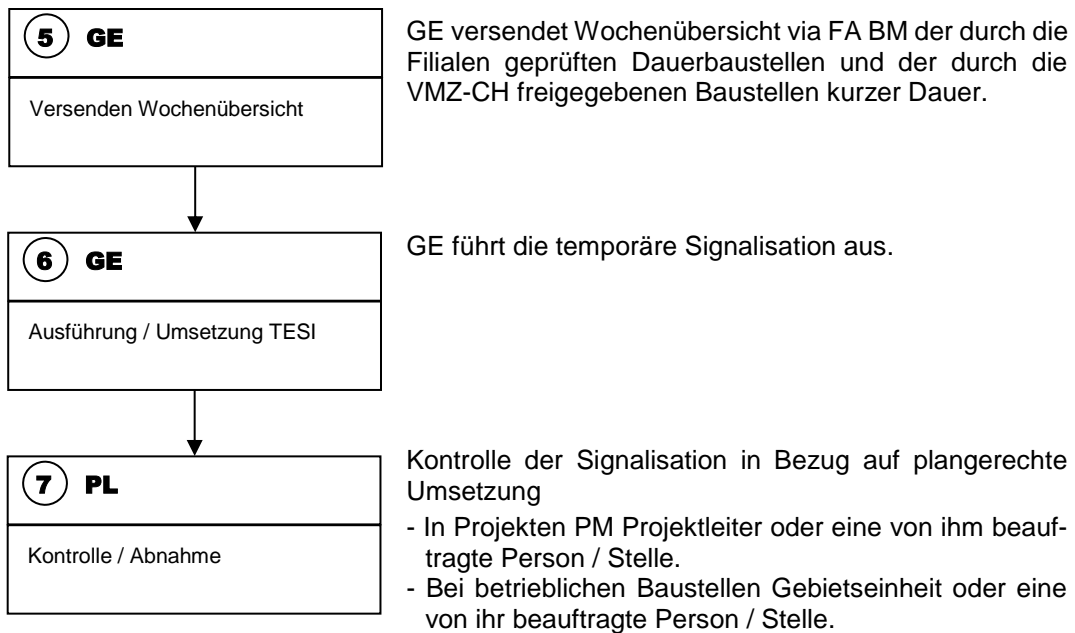 5 GE
Versenden Wochenübersicht
GE versendet Wochenübersicht via FA BM der durch die
Filialen geprüften Dauerbaustellen und der durch die
VMZ-CH freigegebenen Baustellen kurzer Dauer.
6 GE
Ausführung / Umsetzung TESI
GE führt die temporäre Signalisation aus.
7 PL
Kontrolle / Abnahme
Kontrolle der Signalisation in Bezug auf plangerechte
Umsetzung
- In Projekten PM Projektleiter oder eine von ihm beauf-
tragte Person / Stelle.
- Bei betrieblichen Baustellen Gebietseinheit oder eine
von ihr beauftragte Person / Stelle.